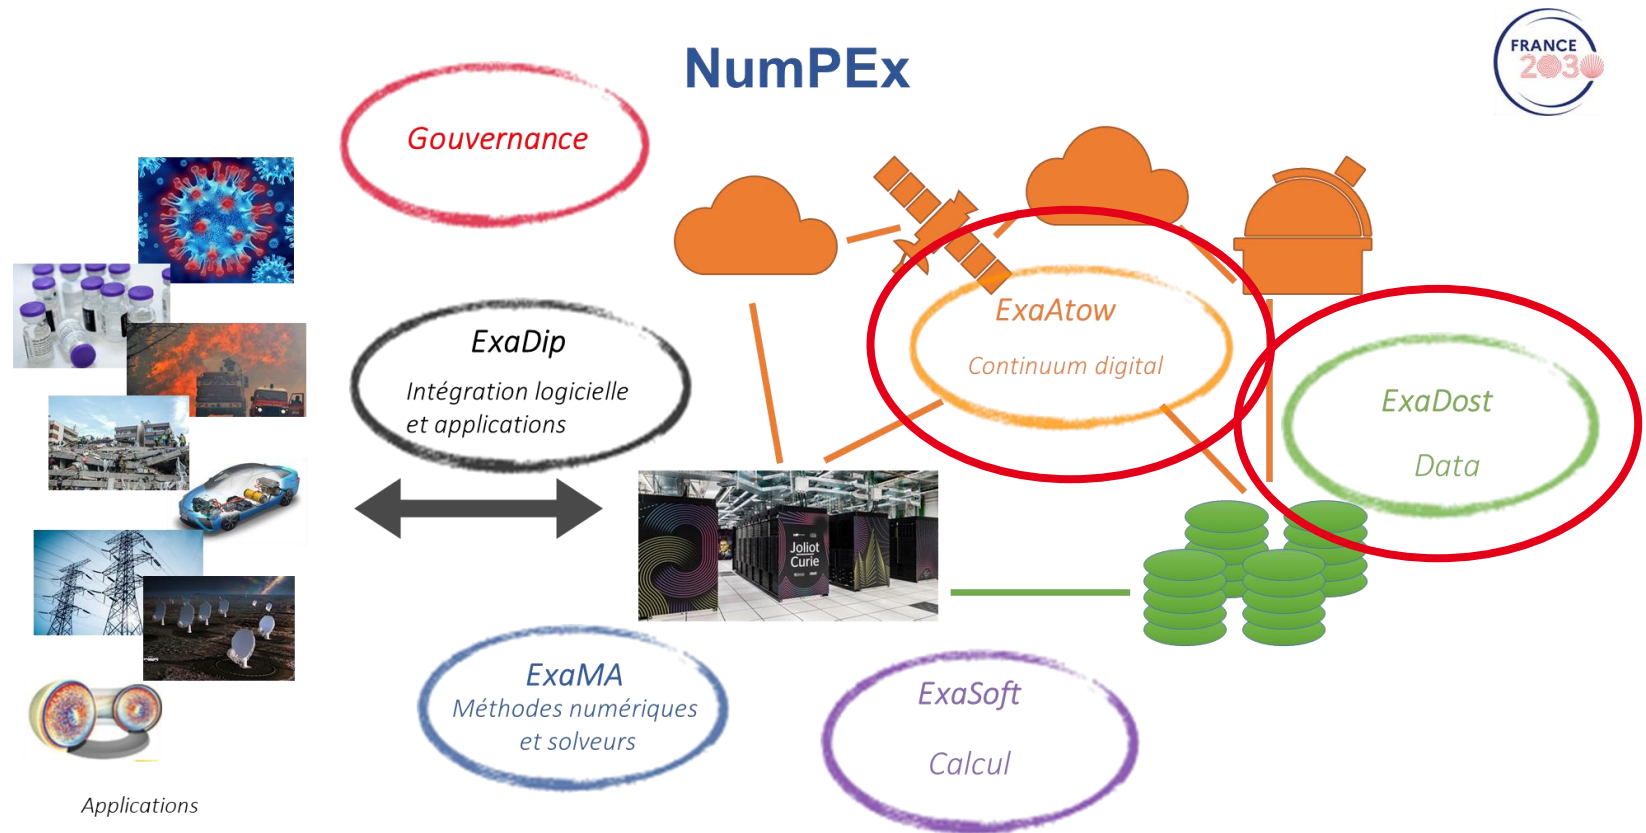 NumPEx
FRANCE
2030
Gouvernance
ExaAtow
Continuum digital
ExaDip
Intégration logicielle
et applications
ExaDost
Data
Joliot
Curie
ExaMA
Méthodes numériques
et solveurs
ExaSoft
Calcul
Applications